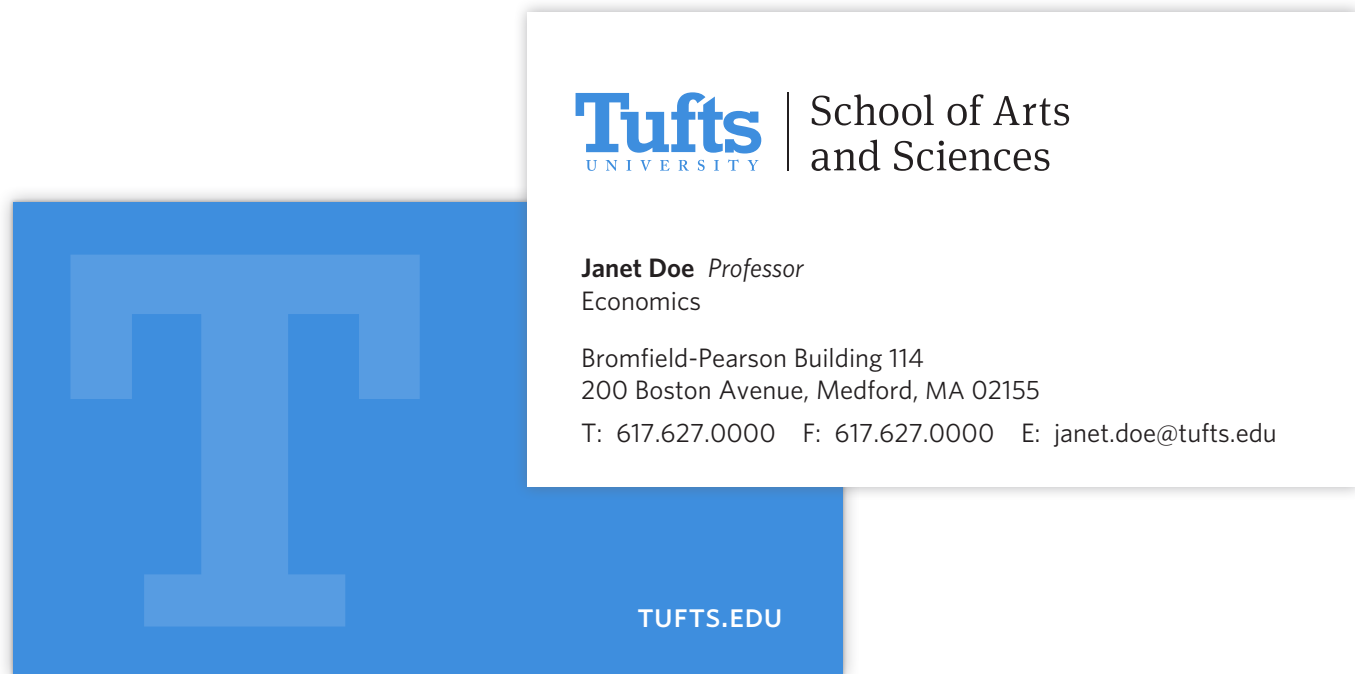 Tufts
UNIVERSITY
School of Arts
and Sciences
Janet Doe Professor
Economics
Bromfield-Pearson Building 114
200 Boston Avenue, Medford, MA 02155
T: 617.627.0000 F: 617.627.0000 E: janet.doe@tufts.edu
T
TUFTS.EDU